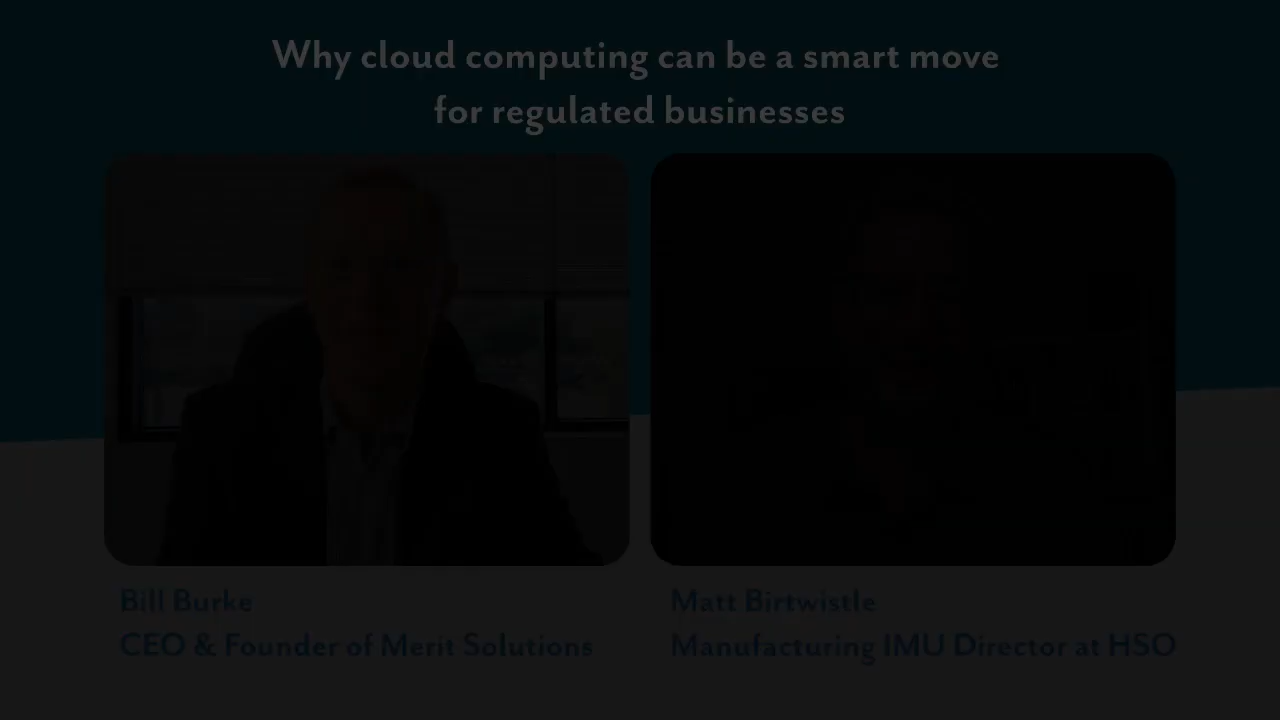 Why cloud computing can be a smart move
for regulated businesses
Bill Burke
CEO & Founder of Merit Solutions
Matt Birtwistle
Manufacturing IMU Director at HSO